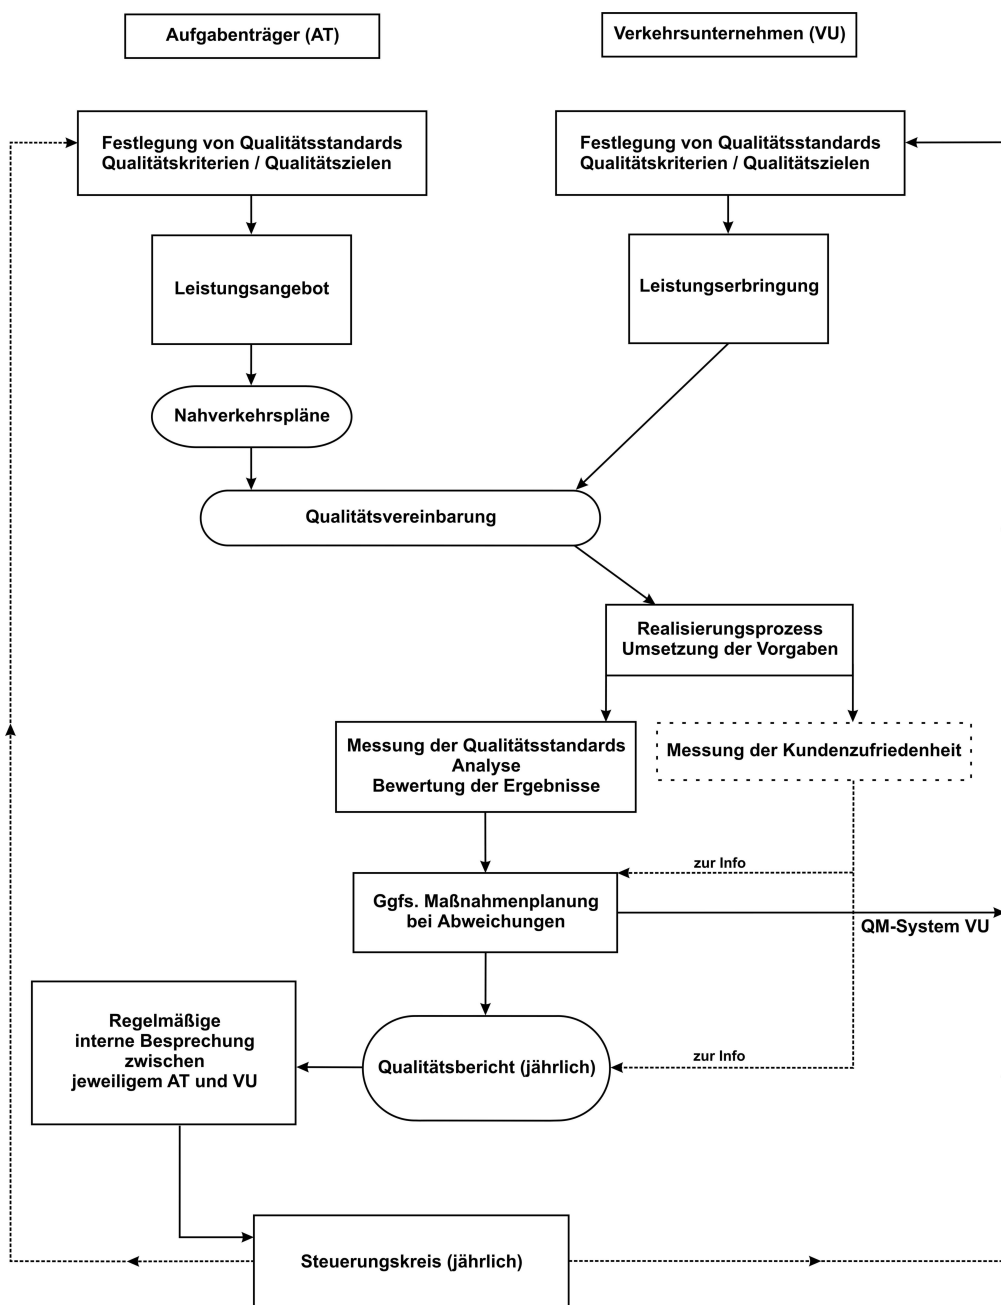 Aufgabenträger (AT)
Verkehrsunternehmen (VU)
Festlegung von Qualitätsstandards
Qualitätskriterien / Qualitätszielen
Festlegung von Qualitätsstandards
Qualitätskriterien / Qualitätszielen
Leistungsangebot
Leistungserbringung
Nahverkehrspläne
Qualitätsvereinbarung
Realisierungsprozess
Umsetzung der Vorgaben
Messung der Qualitätsstandards
Analyse
Bewertung der Ergebnisse
Messung der Kundenzufriedenheit
zur Info
Ggfs. Maßnahmenplanung
bei Abweichungen
QM-System VU
Regelmäßige
interne Besprechung
zwischen
jeweiligem AT und VU
Qualitätsbericht (jährlich)
zur Info
Steuerungskreis (jährlich)